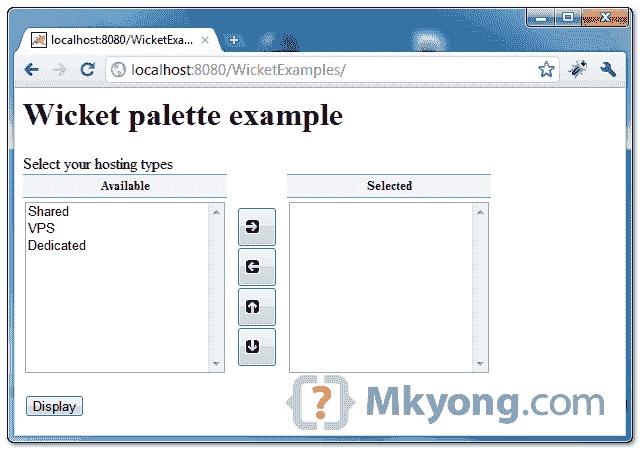 localhost:8080/WicketExa...
localhost:8080/WicketExamples/
Wicket palette example
Select your hosting types
Available
Selected
Shared
VPS
Dedicated
Display
{?} Mkyong.com